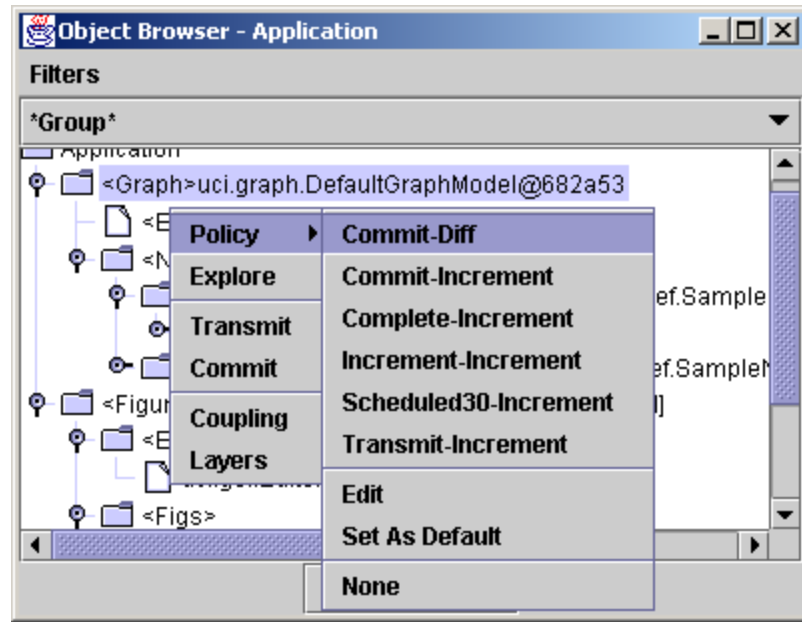 Object Browser - Application
Filters
*Group*
Application
<Graph>uci.graph.DefaultGraphModel@682a53
<E
Policy
Commit-Diff
<N
Explore
Commit-Increment
ef.Sample
Transmit
Complete-Increment
Commit
Increment-Increment
ef.SampleN
<Figur
Coupling
Scheduled30-Increment
]
<E
Layers
Transmit-Increment
Edit
<Figs>
Set As Default
None